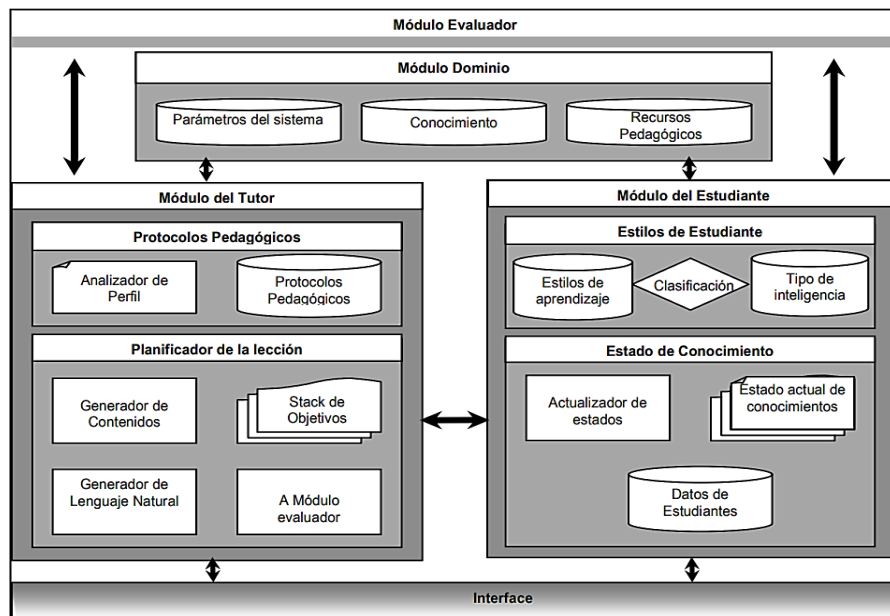 Módulo Evaluador
Módulo Dominio
Parámetros del sistema
Conocimiento
Recursos
Pedagógicos
Módulo del Tutor
Protocolos Pedagógicos
Analizador de
Perfil
Protocolos
Pedagógicos
Planificador de la lección
Generador de
Contenidos
Stack de
Objetivos
Generador de
Lenguaje Natural
A Módulo
evaluador
Módulo del Estudiante
Estilos de Estudiante
Estilos de
aprendizaje
Clasificación
Tipo de
inteligencia
Estado de Conocimiento
Actualizador de
estados
Estado actual de
conocimientos
Datos de
Estudiantes
Interface